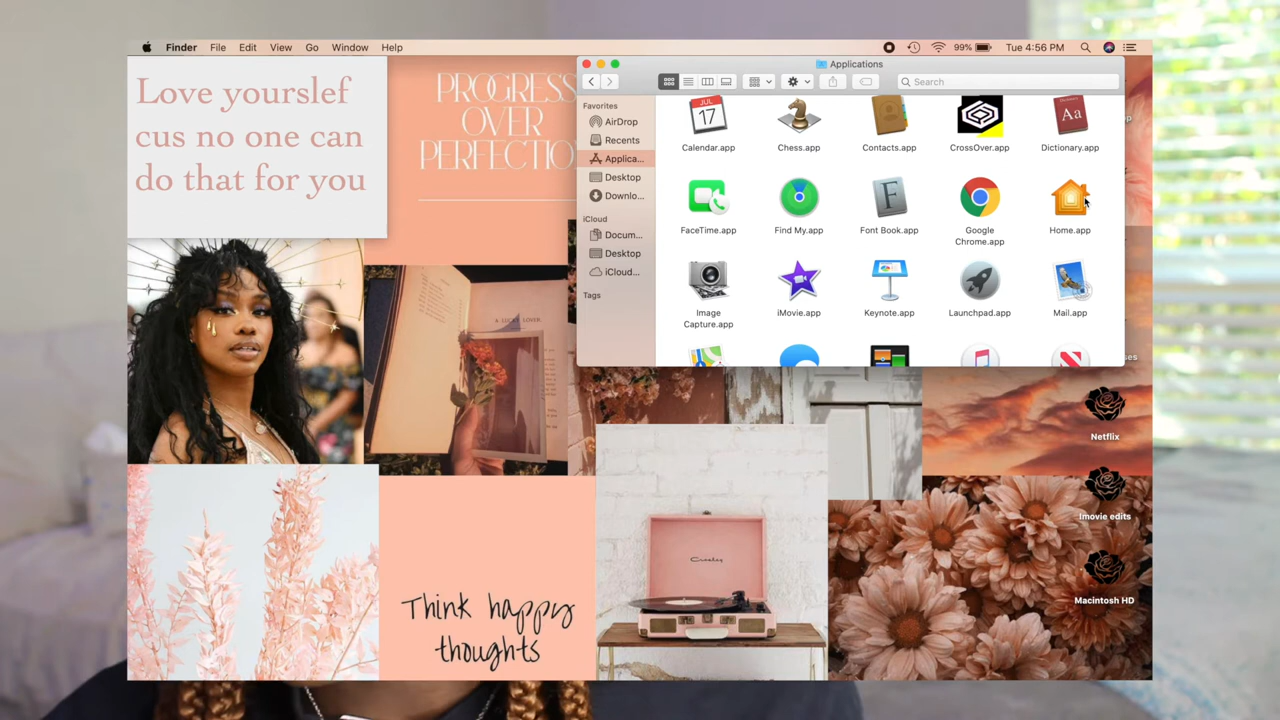 Finder File Edit View Go Window Help
99% Tue 4:56 PM
Love yourslef
cus no one can
do that for you
PROGRESS
OVER
Applications
Search
Favorites
AirDrop
Recents
Applica...
Desktop
Downlo...
iCloud
Docum...
Desktop
iCloud...
Tags
JUL
17
Calendar.app
Chess.app
Contacts.app
CrossOver.app
Aa
Dictionary.app
FaceTime.app
Find My.app
F
Font Book.app
Google
Chrome.app
Home.app
Image
Capture.app
iMovie.app
Keynote.app
Launchpad.app
Mail.app
A LUCKY LOVER
Netflix
Imovie edits
Macintosh HD
Think happy
thoughts
Crosley